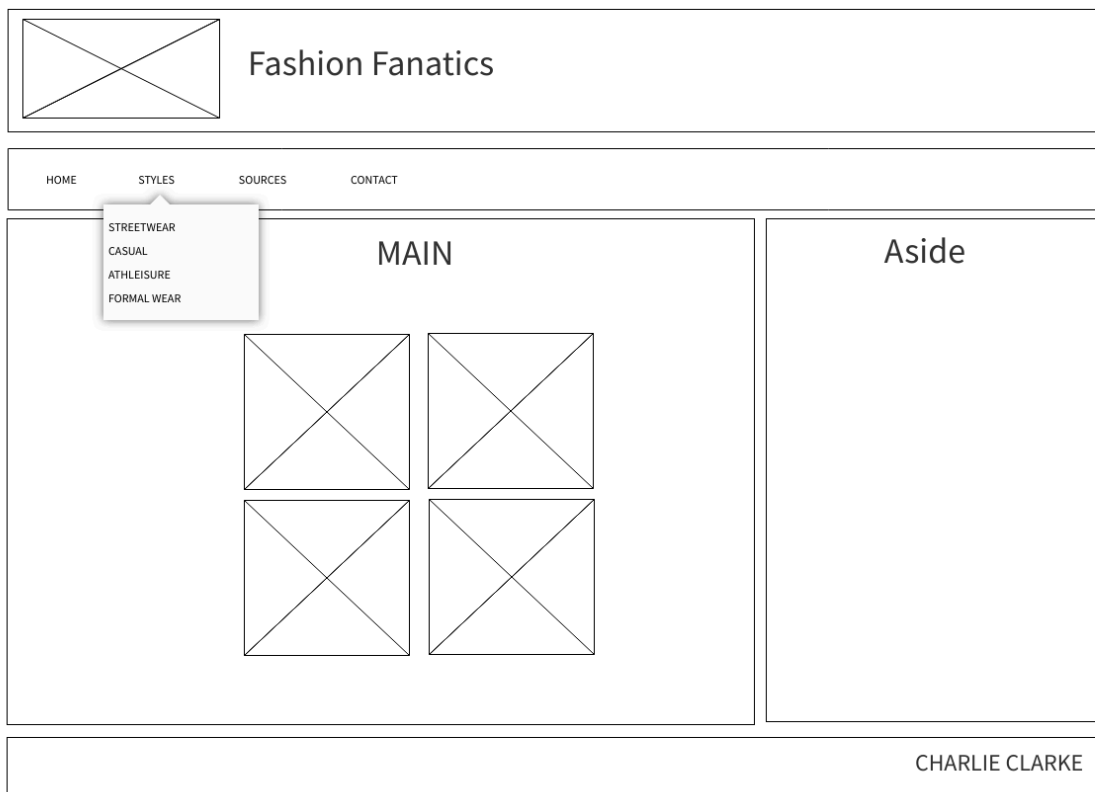 Fashion Fanatics
HOME STYLES SOURCES CONTACT
STREETWEAR
CASUAL
ATHLEISURE
FORMAL WEAR
MAIN
Aside
CHARLIE CLARKE